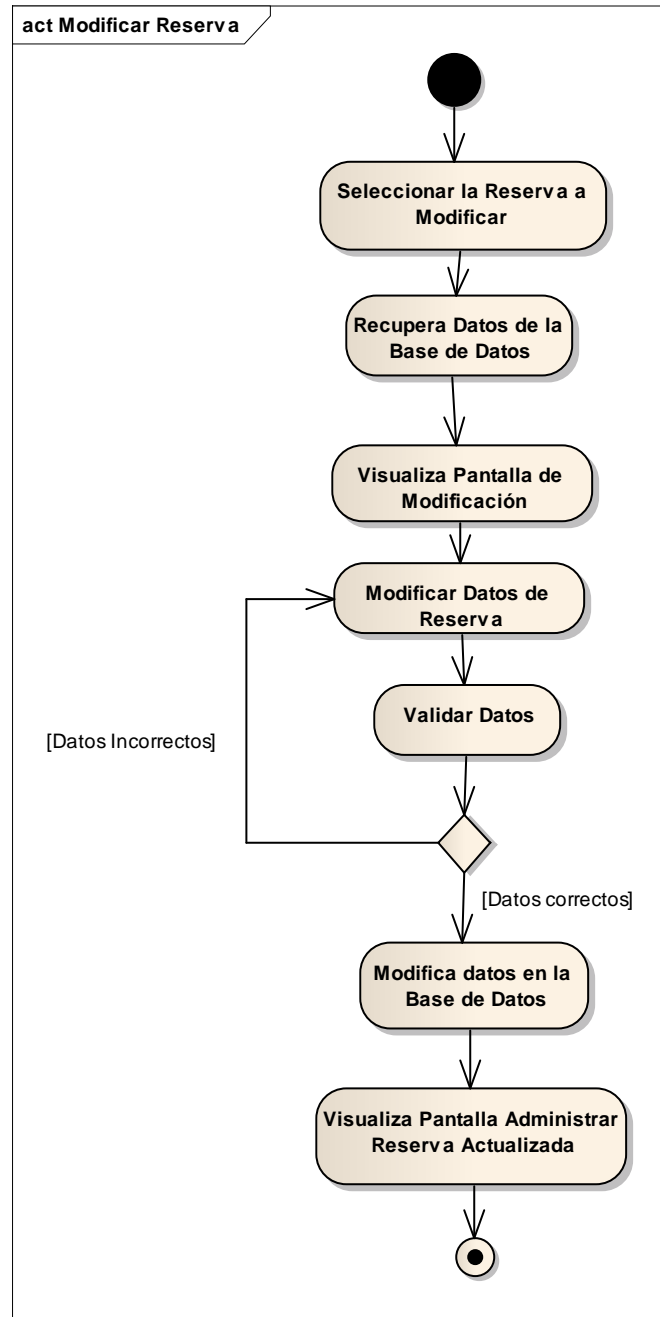 act Modificar Reserva
Seleccionar la Reserva a
Modificar
Recupera Datos de la
Base de Datos
Visualiza Pantalla de
Modificación
Modificar Datos de
Reserva
Validar Datos
[Datos Incorrectos]
[Datos correctos]
Modifica datos en la
Base de Datos
Visualiza Pantalla Administrar
Reserva Actualizada